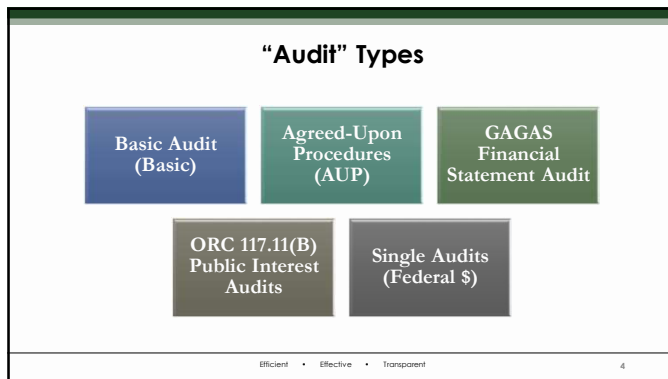 “Audit” Types
Basic Audit
(Basic)
Agreed-Upon
Procedures
(AUP)
GAGAS
Financial
Statement Audit
ORC 117.11(B)
Public Interest
Audits
Single Audits
(Federal $)
Efficient • Effective • Transparent
4